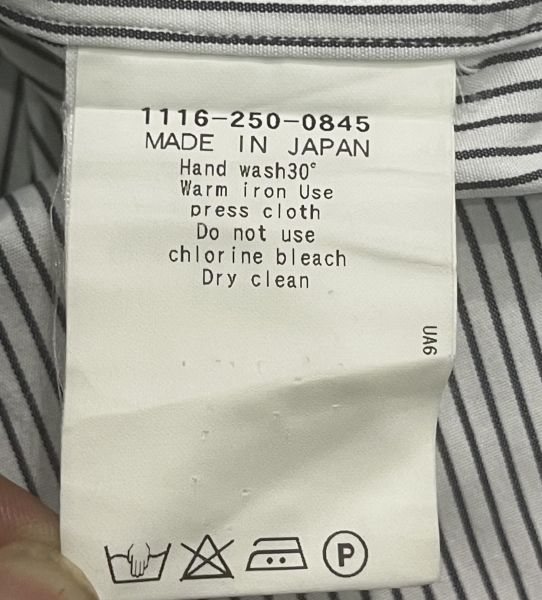 1116-250-0845
MADE IN JAPAN
Hand wash30°
Warm iron Use
press cloth
Do not use
chlorine bleach
Dry clean
UA6
P